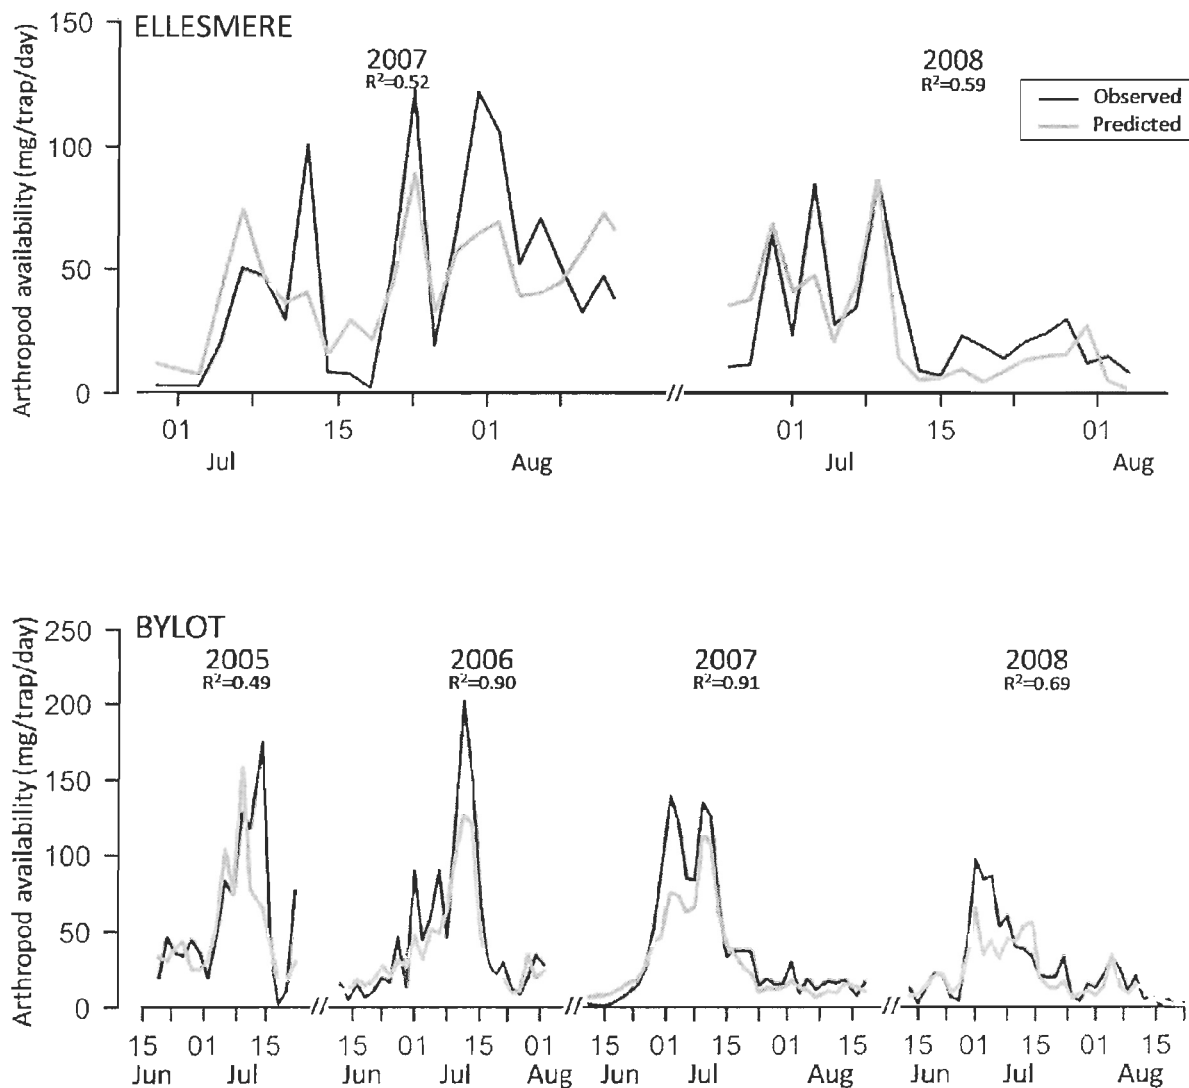 ELLESMERE
Arthropod availability (mg/trap/day)
150
100
50
0
2007
R²=0.52
2008
R²=0.59
Observed
Predicted
01 15 01 01 15 01
Jul Aug Jul Aug
BYLOT
Arthropod availability (mg/trap/day)
250
200
150
100
50
0
2005
R²=0.49
2006
R²=0.90
2007
R²=0.91
2008
R²=0.69
15 01 15 15 01 15 01 15 01 15 01 15 15 01 15 01 15
Jun Jul Jun Jul Aug Jun Jul Aug Jun Jul Aug